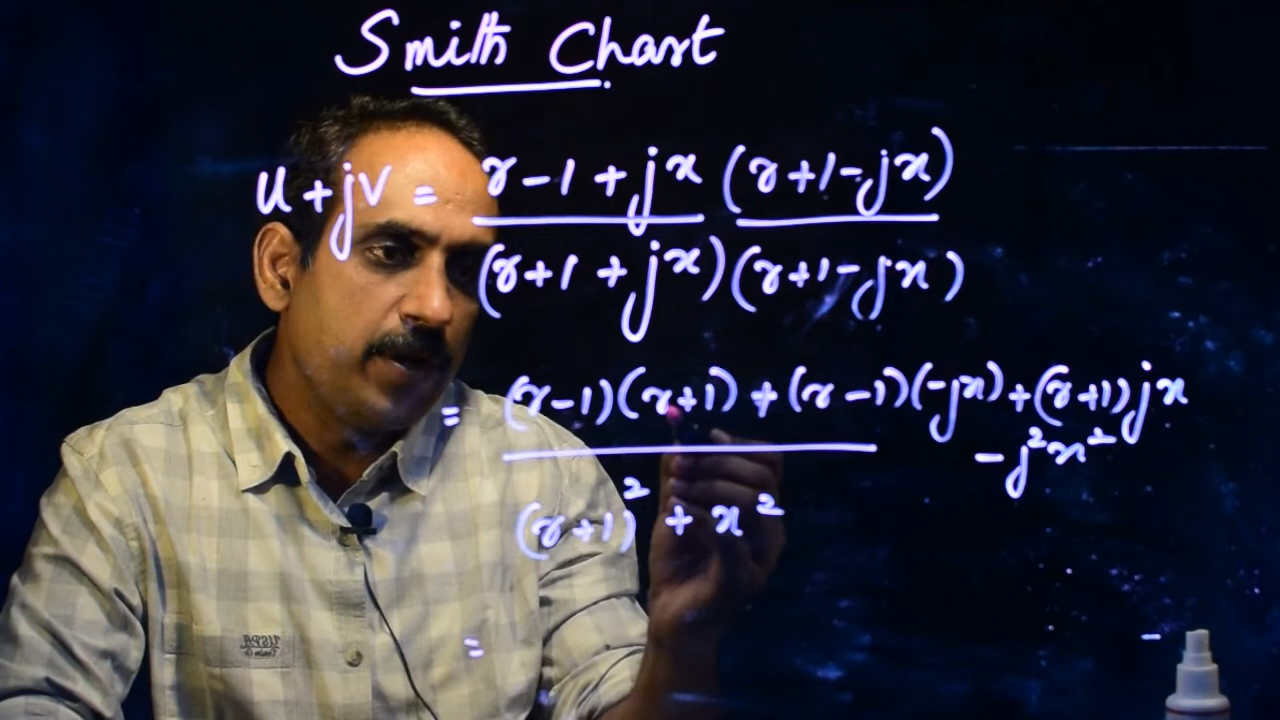 Smith Chart
u + jv = r - 1 + jx (r + 1 - jx)
(r + 1 + jx) (r + 1 - jx)
= (r - 1)(r + 1) + (r - 1)(-jx) + (r + 1) jx
- j²x²
(r + 1)² + x²
=
-